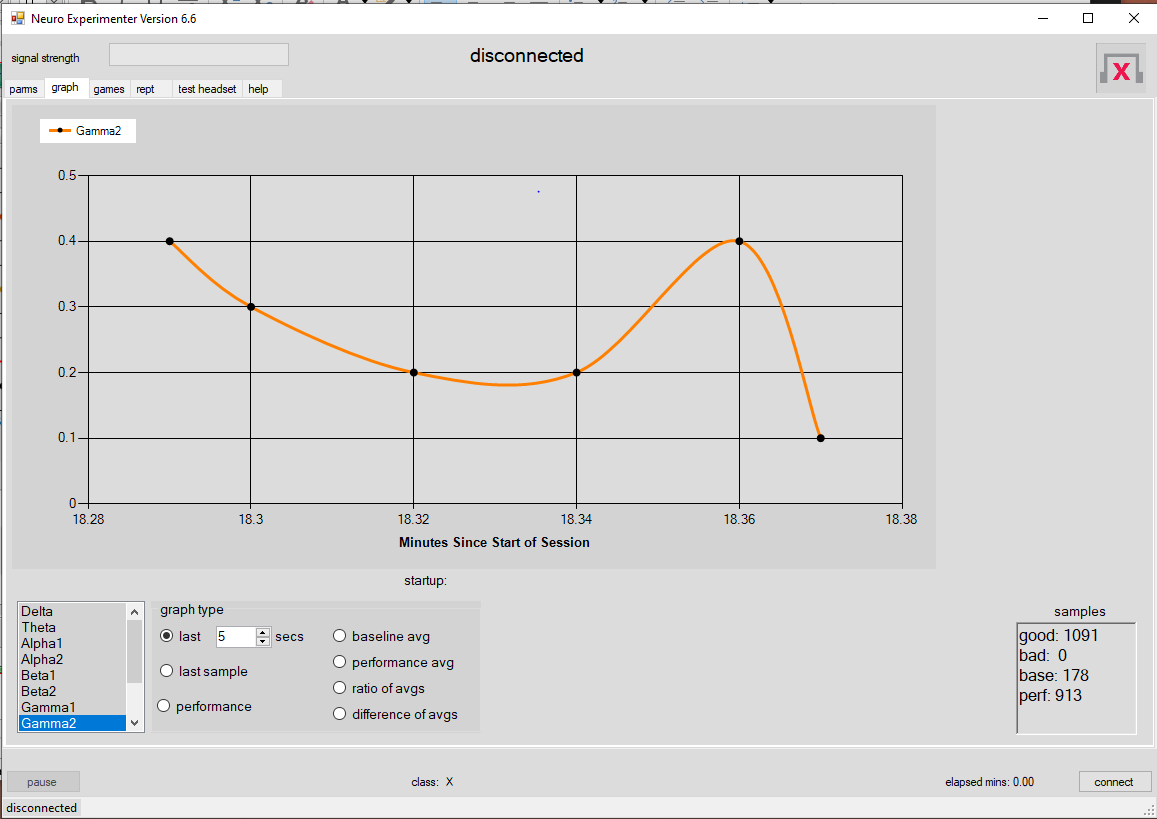 Neuro Experimenter Version 6.6
signal strength
disconnected
X
parms graph games rept test headset help
Gamma2
0.5
0.4
0.3
0.2
0.1
0
18.28 18.3 18.32 18.34 18.36 18.38
Minutes Since Start of Session
startup:
Delta
Theta
Alpha1
Alpha2
Beta1
Beta2
Gamma1
Gamma2
graph type
last 5 secs
last sample
performance
baseline avg
performance avg
ratio of avgs
difference of avgs
samples
good: 1091
bad: 0
base: 178
perf: 913
pause
class: X
elapsed mins: 0.00
connect
disconnected